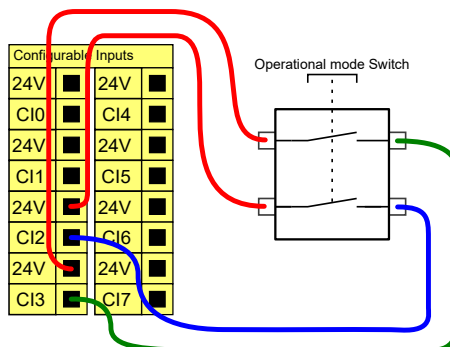 Configurable Inputs
24V 24V
CI0 CI4
24V 24V
CI1 CI5
24V 24V
CI2 CI6
24V 24V
CI3 CI7
Operational mode Switch